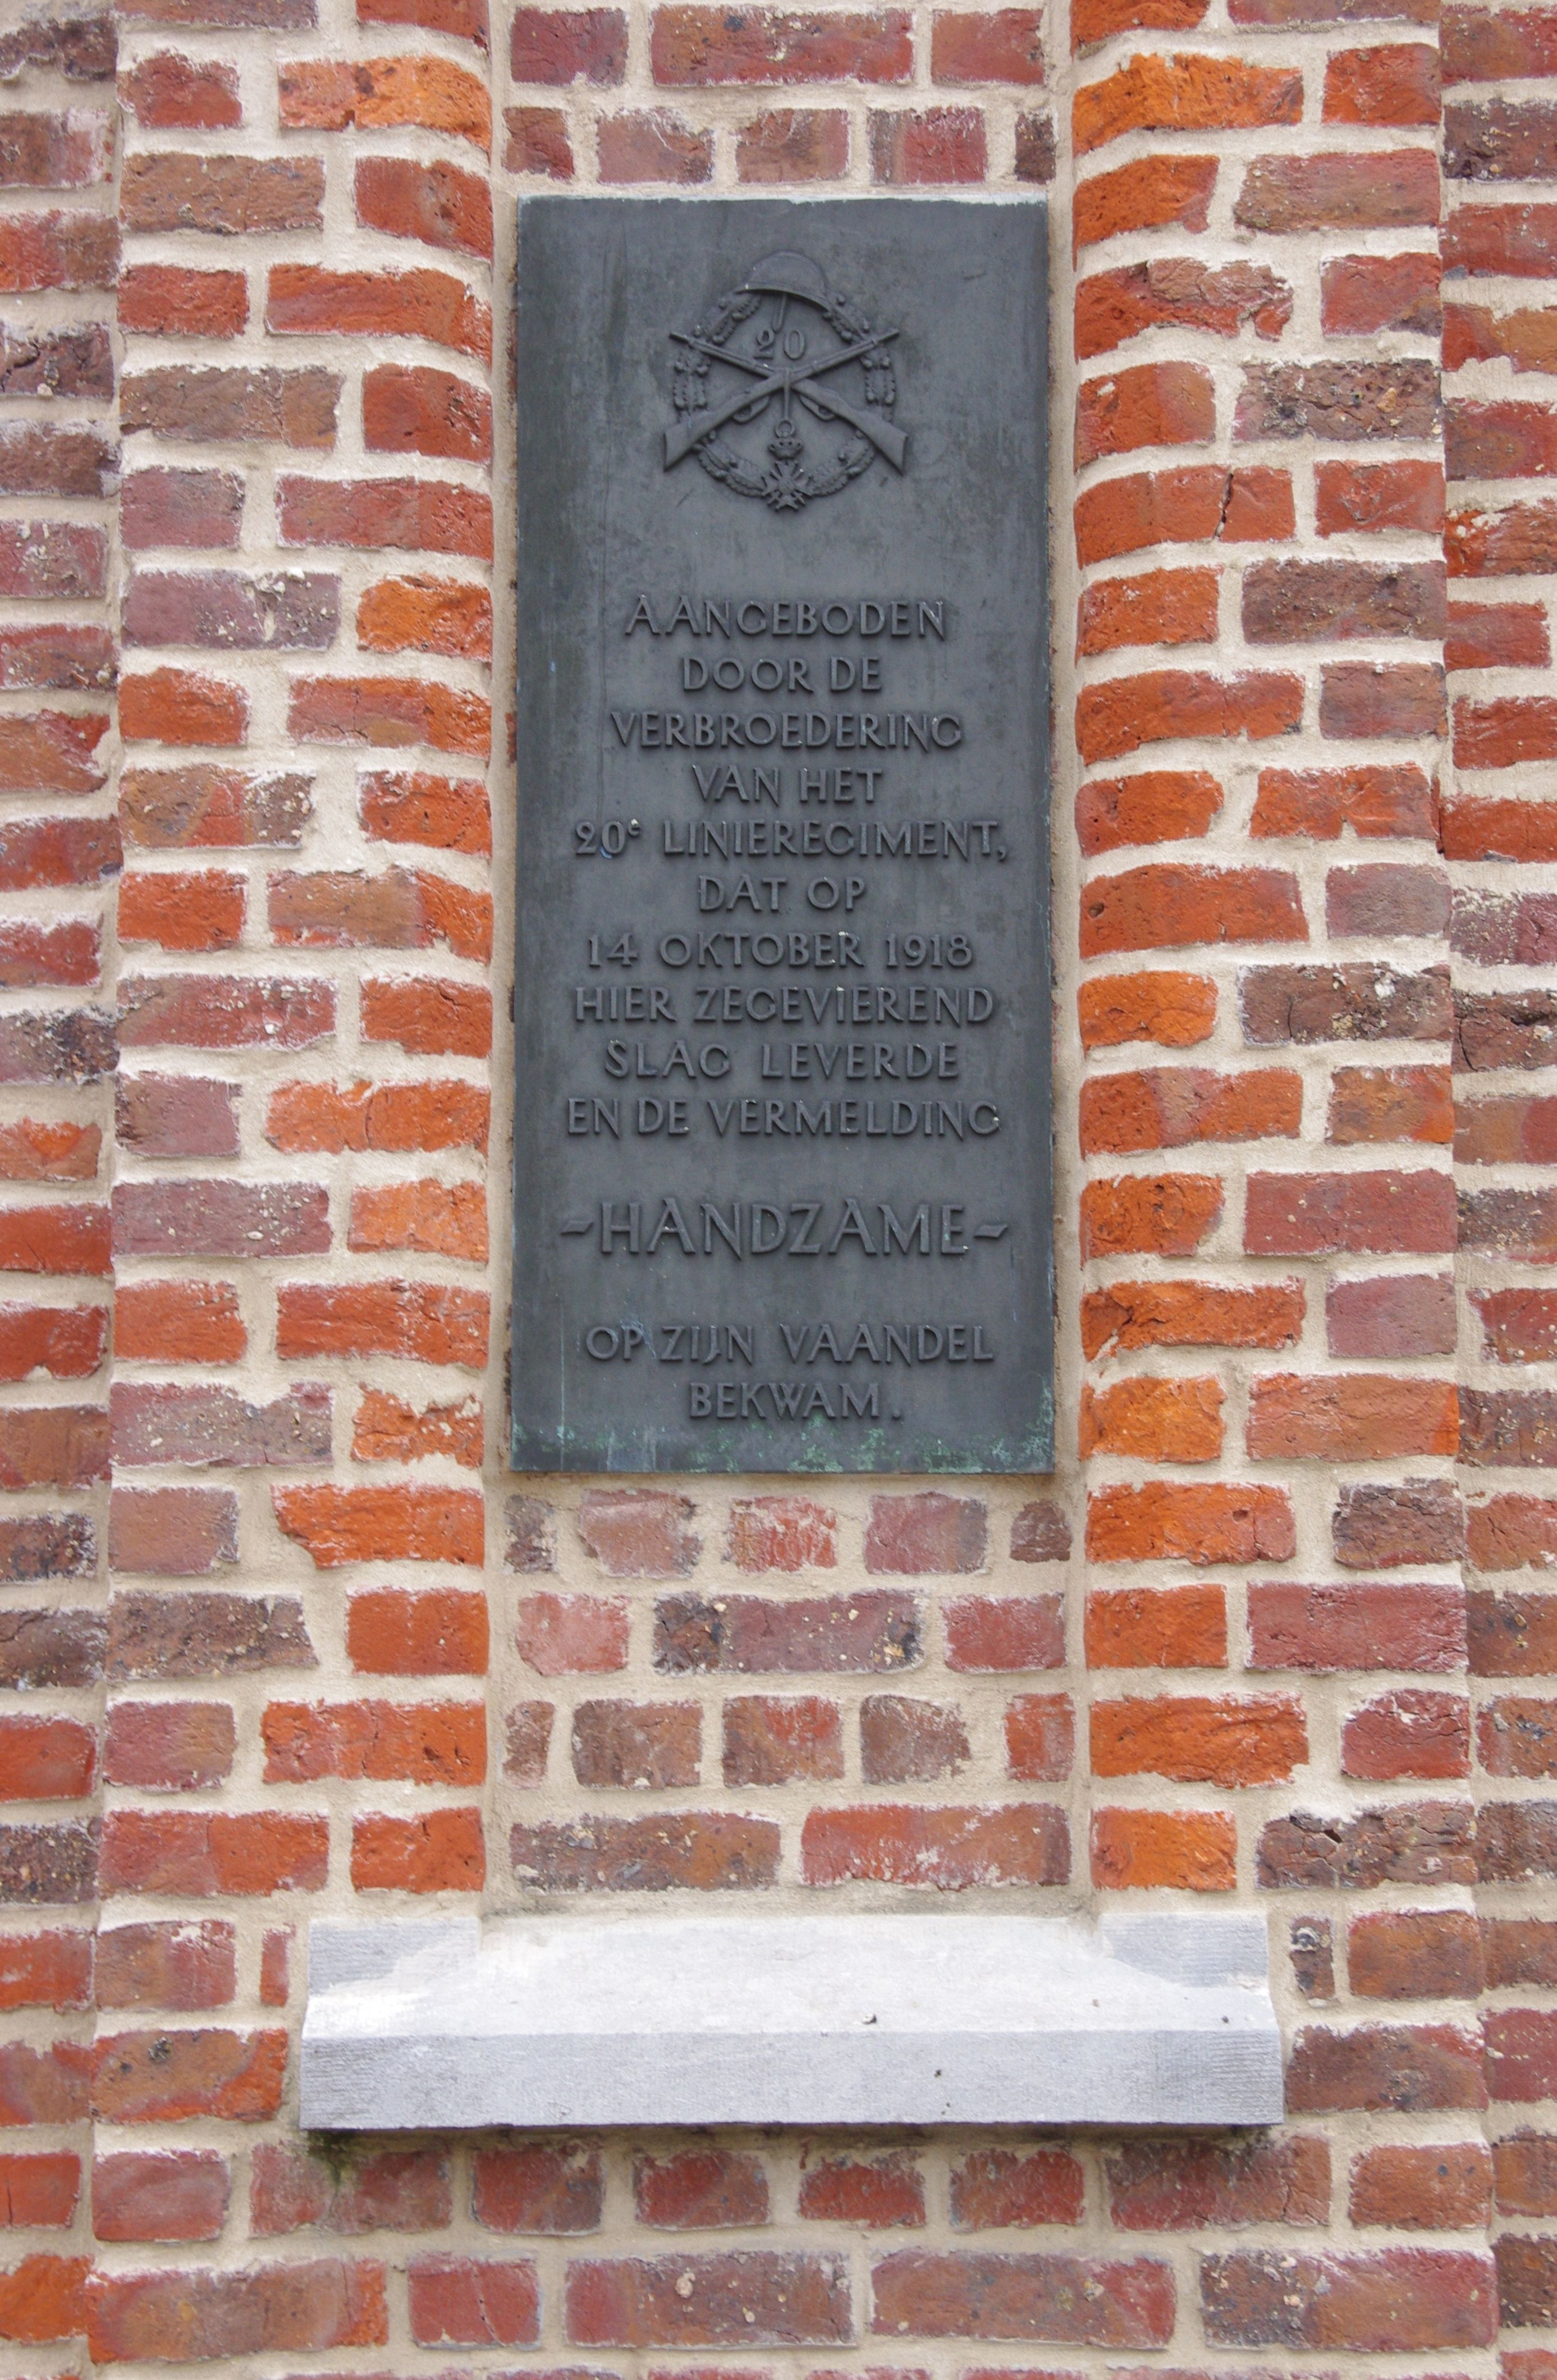 20
AANGEBODEN
DOOR DE
VERBROEDERING
VAN HET
20e LINIEREGIMENT,
DAT OP
14 OKTOBER 1918
HIER ZEGEVIEREND
SLAG LEVERDE
EN DE VERMELDING
-HANDZAME-
OP ZIJN VAANDEL
BEKWAM.